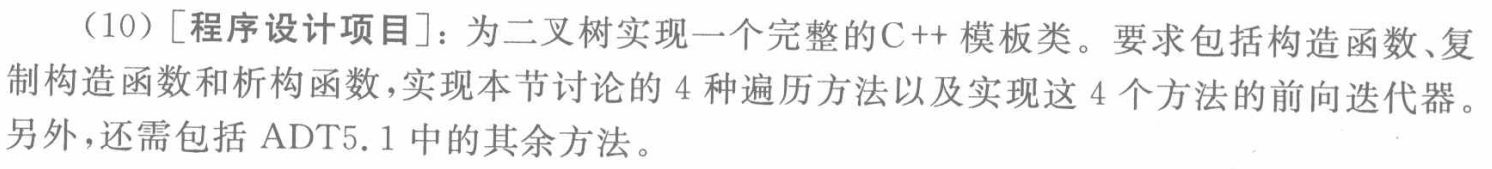 (10) [程序设计项目]：为二叉树实现一个完整的C++ 模板类。要求包括构造函数、复
制构造函数和析构函数,实现本节讨论的 4 种遍历方法以及实现这 4 个方法的前向迭代器。
另外,还需包括 ADT5.1 中的其余方法。